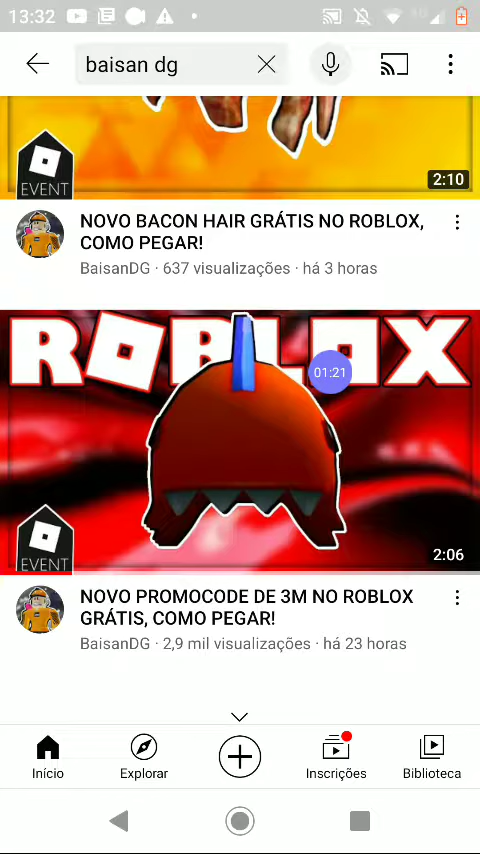 13:32
baisan dg
EVENT
2:10
NOVO BACON HAIR GRÁTIS NO ROBLOX,
COMO PEGAR!
BaisanDG · 637 visualizações · há 3 horas
ROBLOX
01:21
EVENT
2:06
NOVO PROMOCODE DE 3M NO ROBLOX
GRÁTIS, COMO PEGAR!
BaisanDG · 2,9 mil visualizações · há 23 horas
Início
Explorar
Inscrições
Biblioteca